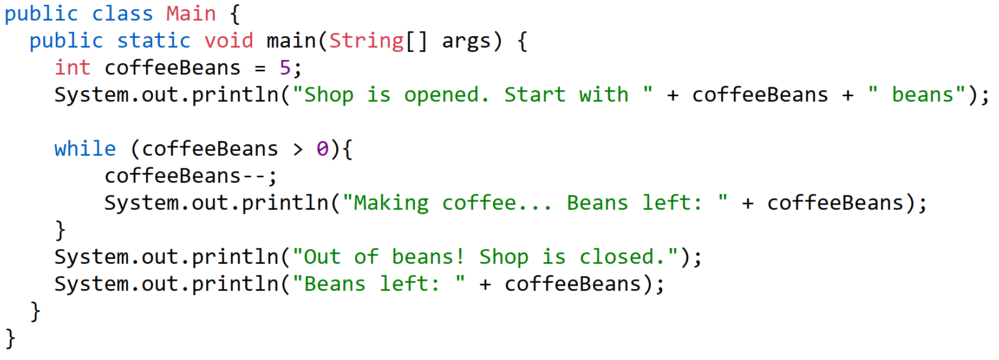 public class Main {
  public static void main(String[] args) {
    int coffeeBeans = 5;
    System.out.println("Shop is opened. Start with " + coffeeBeans + " beans");

    while (coffeeBeans > 0){
        coffeeBeans--;
        System.out.println("Making coffee... Beans left: " + coffeeBeans);
    }
    System.out.println("Out of beans! Shop is closed.");
    System.out.println("Beans left: " + coffeeBeans);
  }
}